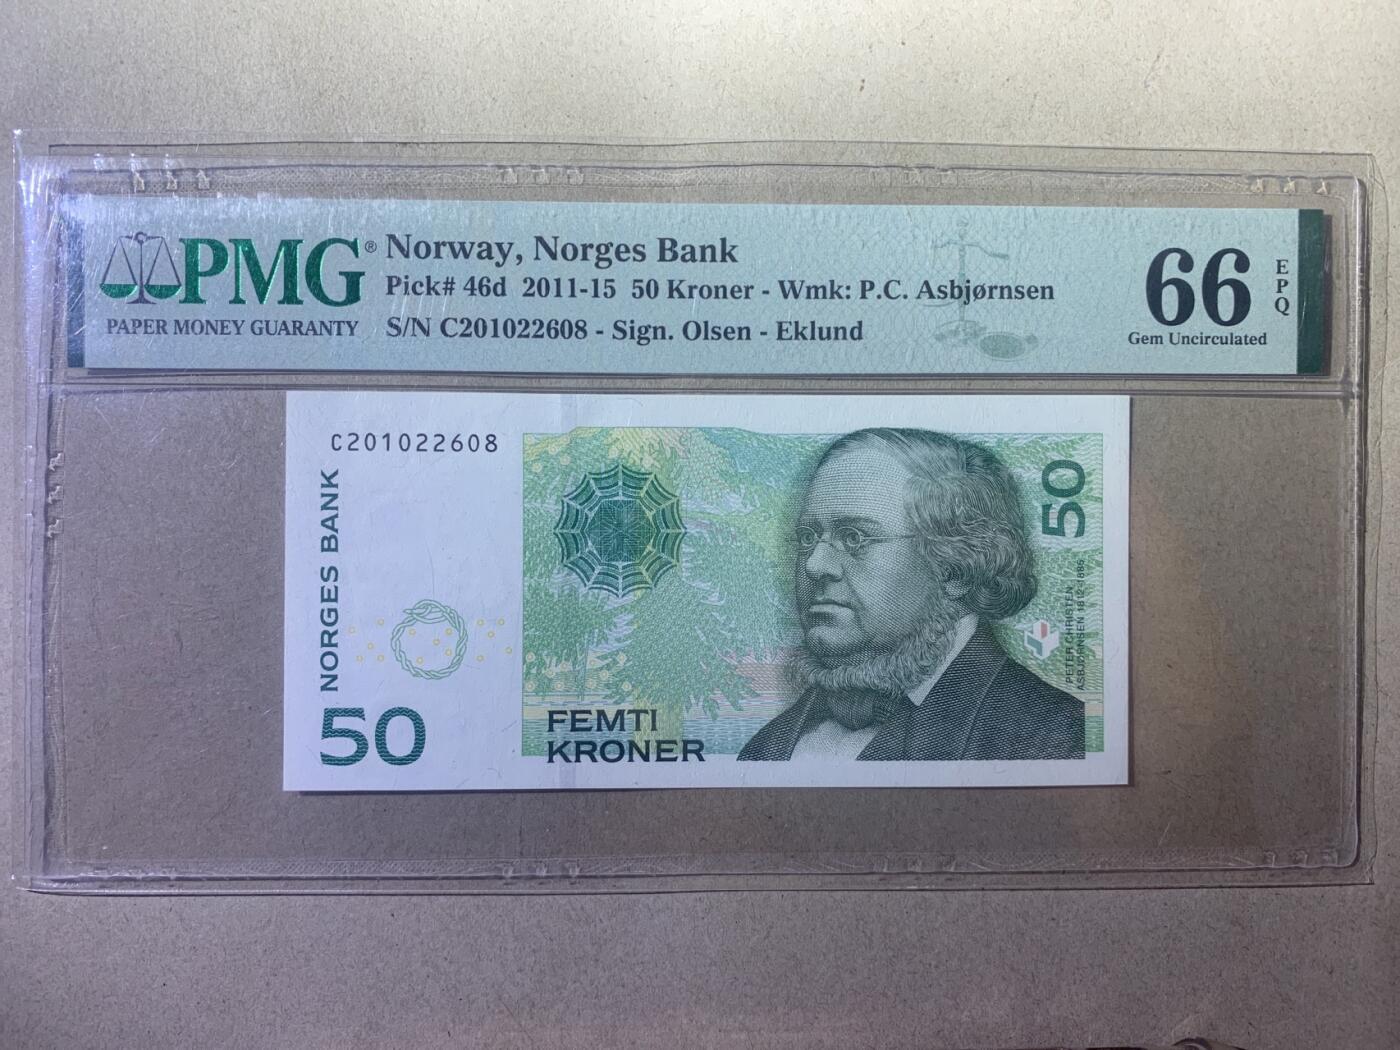 PMG®
PAPER MONEY GUARANTY
Norway, Norges Bank
Pick# 46d 2011-15 50 Kroner - Wmk: P.C. Asbjørnsen
S/N C201022608 - Sign. Olsen - Eklund
66
EPQ
Gem Uncirculated
C201022608
NORGES BANK
50
FEMTI
KRONER
50
PETER CHRISTEN
ASBJØRNSEN 1812-1885